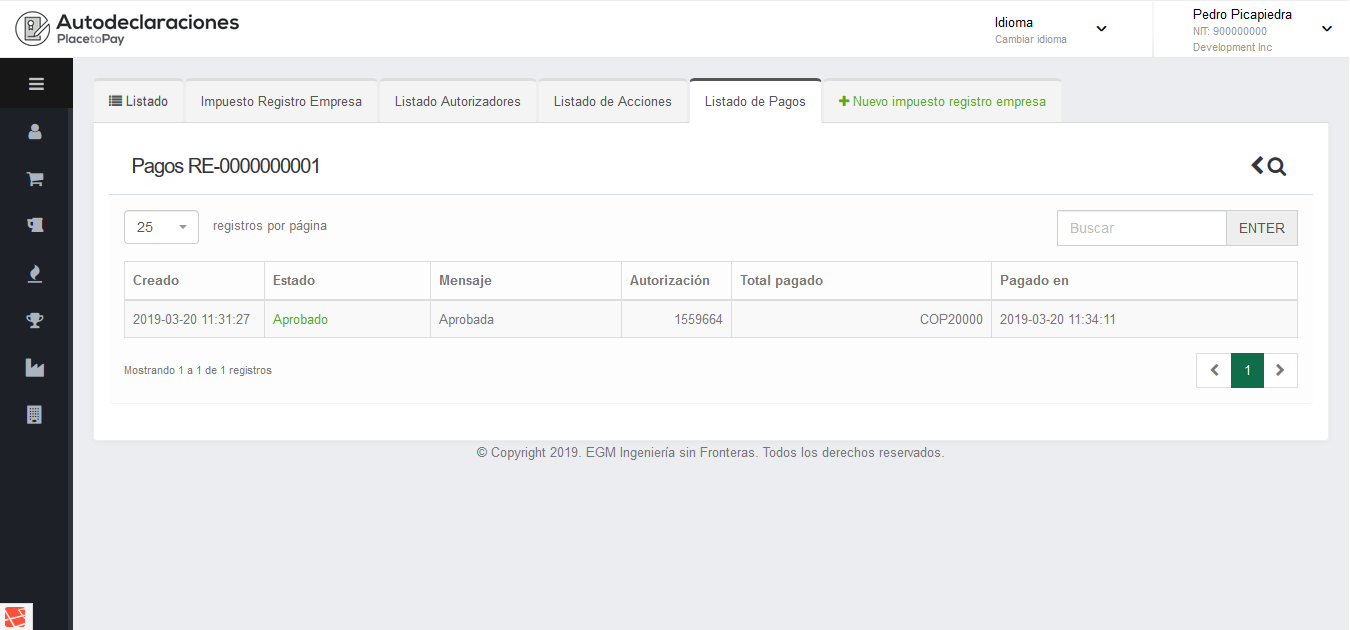 Autodeclaraciones
PlacetoPay
Idioma
Cambiar idioma
Pedro Picapiedra
NIT: 900000000
Development Inc
Listado
Impuesto Registro Empresa
Listado Autorizadores
Listado de Acciones
Listado de Pagos
Nuevo impuesto registro empresa
Pagos RE-0000000001
25
registros por página
Buscar
ENTER
Creado
Estado
Mensaje
Autorización
Total pagado
Pagado en
2019-03-20 11:31:27
Aprobado
Aprobada
1559664
COP20000
2019-03-20 11:34:11
Mostrando 1 a 1 de 1 registros
1
© Copyright 2019. EGM Ingeniería sin Fronteras. Todos los derechos reservados.